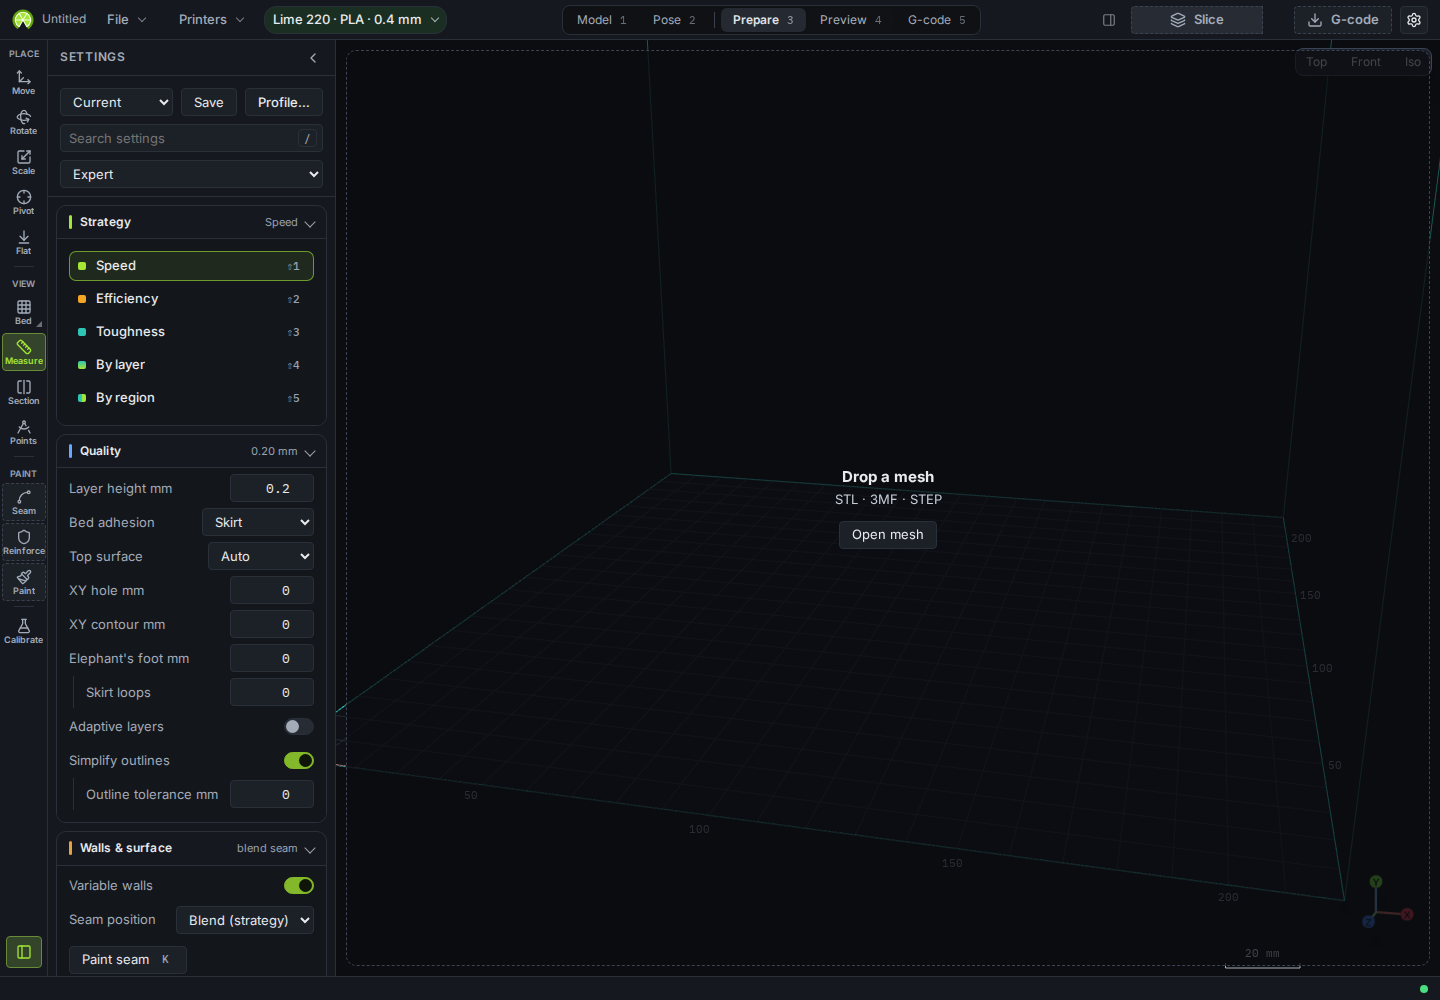 Untitled
File
Printers
Lime 220 · PLA · 0.4 mm
Model 1
Pose 2
Prepare 3
Preview 4
G-code 5
Slice
G-code
PLACE
Move
Rotate
Scale
Pivot
Flat
VIEW
Bed
Measure
Section
Points
PAINT
Seam
Reinforce
Paint
Calibrate
SETTINGS
Current
Save
Profile...
Search settings /
Expert
Strategy Speed
Speed ⇧1
Efficiency ⇧2
Toughness ⇧3
By layer ⇧4
By region ⇧5
Quality 0.20 mm
Layer height mm 0.2
Bed adhesion Skirt
Top surface Auto
XY hole mm 0
XY contour mm 0
Elephant's foot mm 0
Skirt loops 0
Adaptive layers
Simplify outlines
Outline tolerance mm 0
Walls & surface blend seam
Variable walls
Seam position Blend (strategy)
Paint seam K
Top Front Iso
Drop a mesh
STL · 3MF · STEP
Open mesh
200
150
100
50
50
100
150
200
Y
X
Z
20 mm